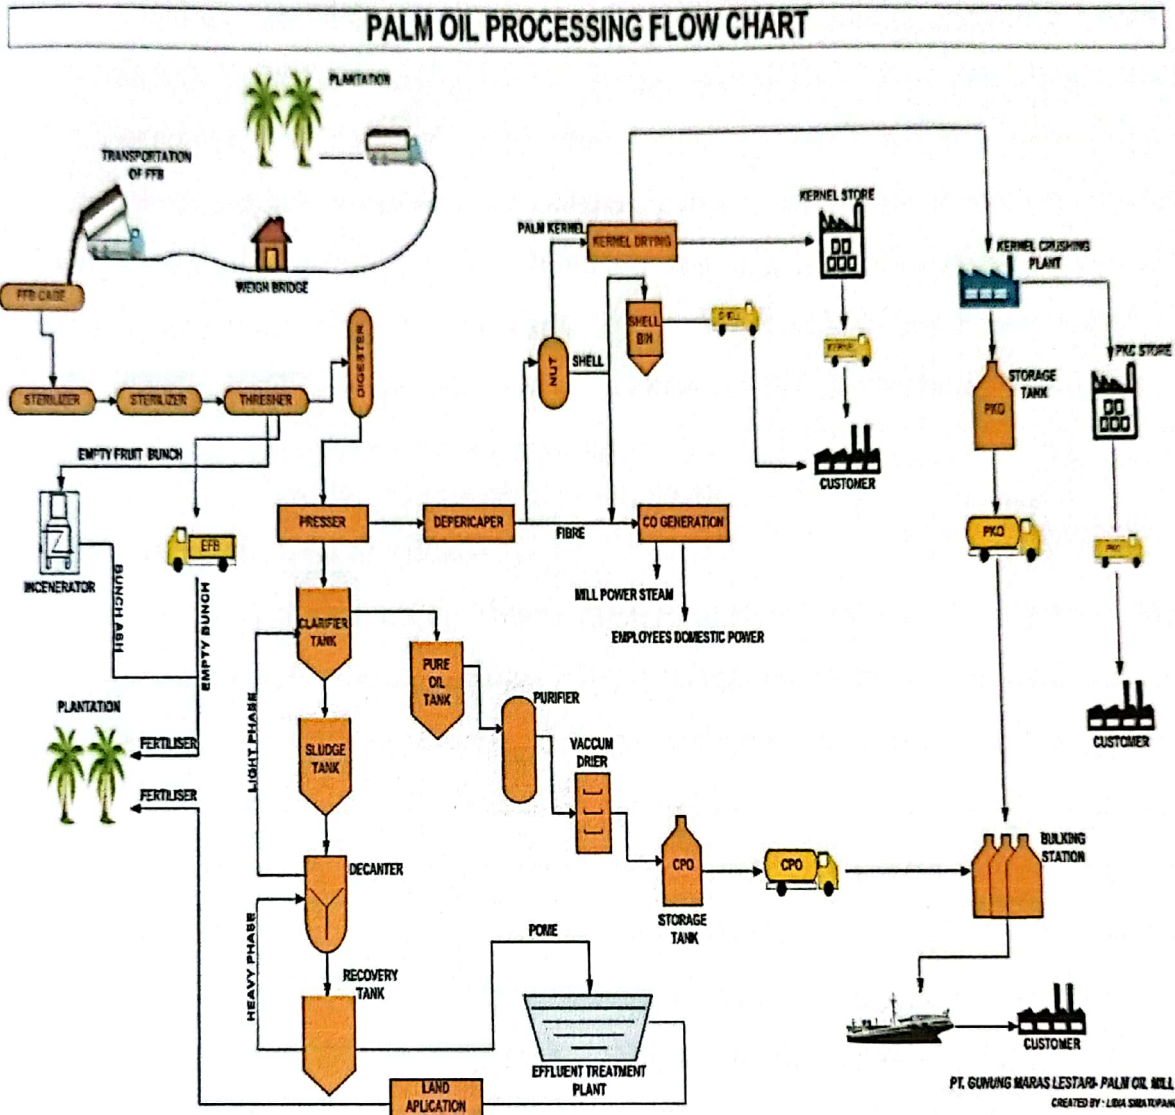 PALM OIL PROCESSING FLOW CHART
PLANTATION
TRANSPORTATION
OF FFB
WEIGH BRIDGE
FFB CAGE
STERILIZER
STERILIZER
THRESHER
DIGESTER
PALM KERNEL
KERNEL DRYING
KERNEL STORE
KERNEL CRUSHING
PLANT
SHELL
BIN
SHELL
NUT
SHELL
KERNEL
PKC STORE
STORAGE
TANK
PKO
CUSTOMER
EMPTY FRUIT BUNCH
PRESSER
DEPERICAPER
FIBRE
CO GENERATION
PKO
PKC
EFB
INCENERATOR
BUNCH ASH
EMPTY BUNCH
MILL POWER STEAM
EMPLOYEES DOMESTIC POWER
CLARIFIER
TANK
PURE
OIL
TANK
PURIFIER
VACCUM
DRIER
LIGHT PHASE
SLUDGE
TANK
PLANTATION
FERTILISER
FERTILISER
CUSTOMER
DECANTER
CPO
STORAGE
TANK
CPO
BULKING
STATION
HEAVY PHASE
RECOVERY
TANK
POME
EFFLUENT TREATMENT
PLANT
LAND
APLICATION
CUSTOMER
PT. GUNUNG MARAS LESTARI- PALM OIL MILL
CREATED BY : LIDIA SIMATUPANG